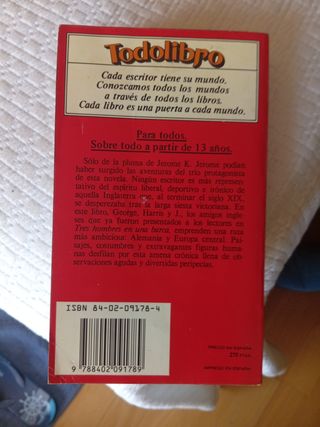 Todolibro
Cada escritor tiene su mundo.
Conozcamos todos los mundos
a través de todos los libros.
Cada libro es una puerta a cada mundo.
Para todos.
Sobre todo a partir de 13 años.
Sólo de la pluma de Jerome K. Jerome podían
haber surgido las aventuras del trío protagonista
de esta novela. Ningún escritor es más represen-
tativo del espíritu liberal, deportivo e irónico de
aquella Inglaterra que, al terminar el siglo XIX,
se desperezaba tras la larga siesta victoriana. En
este libro, George, Harris y J., los amigos ingle-
ses que ya fueron presentados a los lectores en
Tres hombres en una barca, emprenden una ruta
más ambiciosa: Alemania y Europa central. Pai-
sajes, costumbres y extravagantes figuras huma-
nas desfilan por esta amena crónica llena de ob-
servaciones agudas y divertidas peripecias.
ISBN 84-02-09178-4
9 788402 091789
PRECIO EN ESPAÑA
IMPRESO EN ESPAÑA